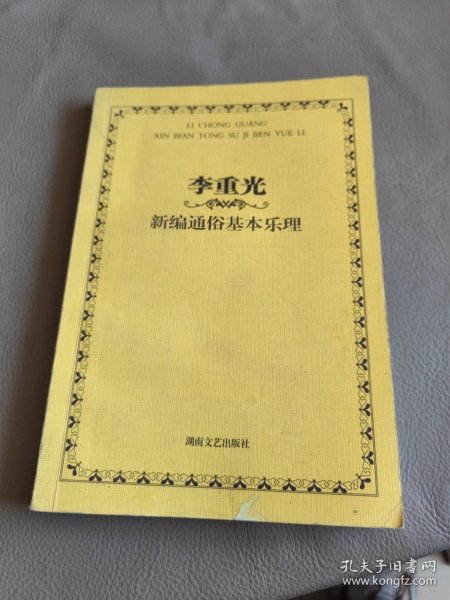 LI CHONG GUANG
XIN BIAN TONG SU JI BEN YUE LI
李重光
新编通俗基本乐理
湖南文艺出版社
孔夫子旧书网
www.kongfz.com